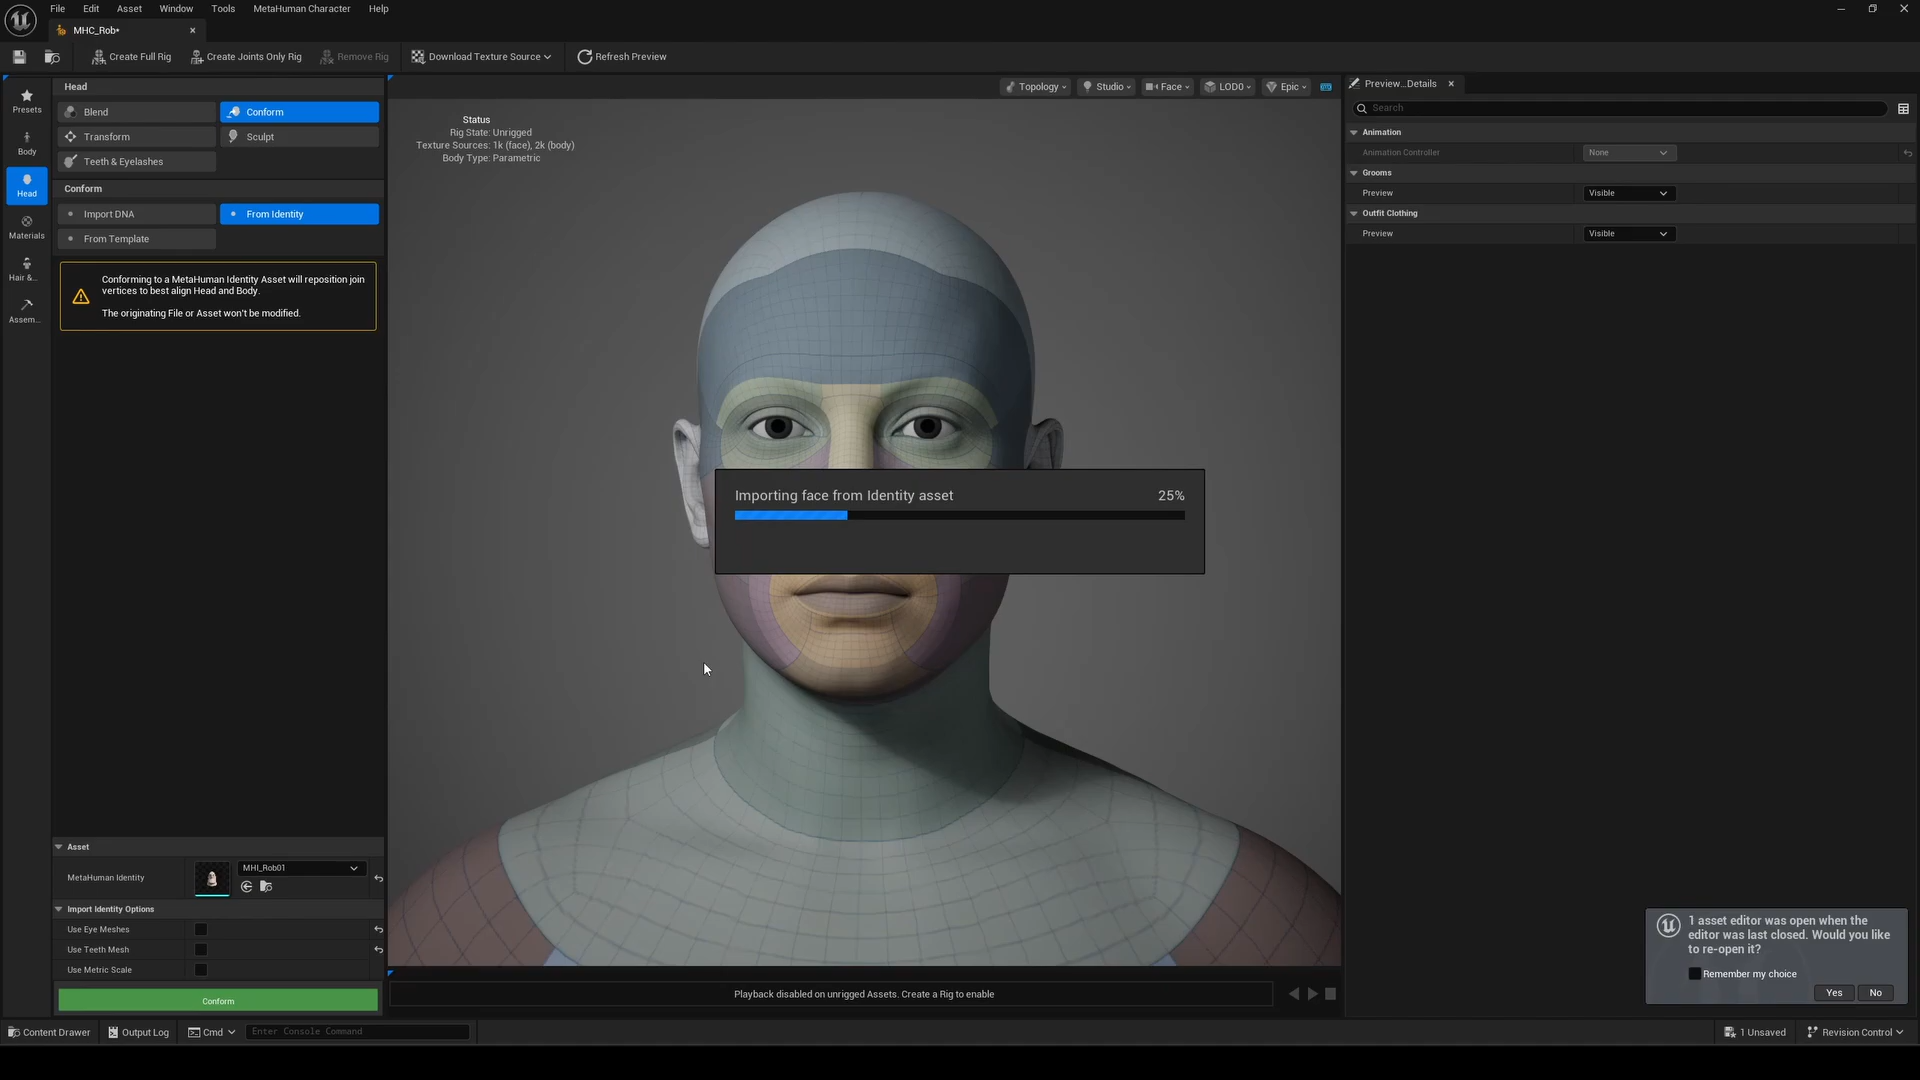 File Edit Asset Window Tools MetaHuman Character Help
MHC_Rob*
Create Full Rig Create Joints Only Rig Remove Rig Download Texture Source Refresh Preview
Presets
Body
Head
Materials
Hair &...
Assem...
Head
Blend Conform
Transform Sculpt
Teeth & Eyelashes
Conform
Import DNA From Identity
From Template
Conforming to a MetaHuman Identity Asset will reposition join
vertices to best align Head and Body.
The originating File or Asset won't be modified.
Asset
MetaHuman Identity MHI_Rob01
Import Identity Options
Use Eye Meshes
Use Teeth Mesh
Use Metric Scale
Conform
Topology Studio Face LOD0 Epic
Status
Rig State: Unrigged
Texture Sources: 1k (face), 2k (body)
Body Type: Parametric
Importing face from Identity asset 25%
Playback disabled on unrigged Assets. Create a Rig to enable
Preview...Details
Search
Animation
Animation Controller None
Grooms
Preview Visible
Outfit Clothing
Preview Visible
1 asset editor was open when the
editor was last closed. Would you like
to re-open it?
Remember my choice
Yes No
Content Drawer Output Log Cmd Enter Console Command 1 Unsaved Revision Control